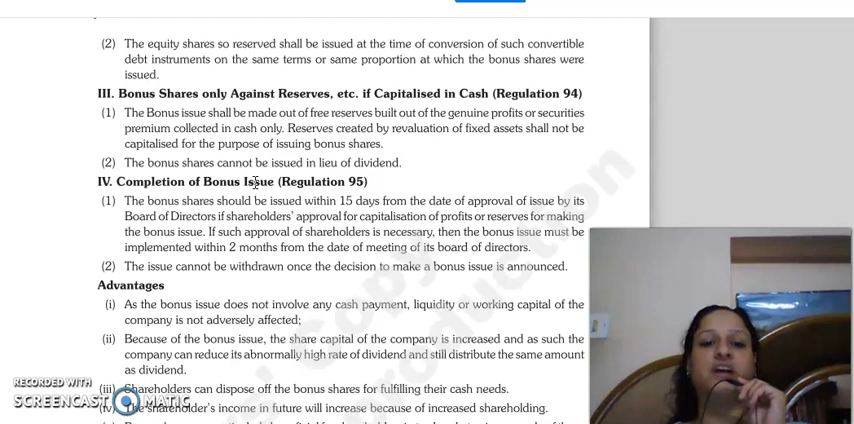 (2) The equity shares so reserved shall be issued at the time of conversion of such convertible
debt instruments on the same terms or same proportion at which the bonus shares were
issued.
III. Bonus Shares only Against Reserves, etc. if Capitalised in Cash (Regulation 94)
(1) The Bonus issue shall be made out of free reserves built out of the genuine profits or securities
premium collected in cash only. Reserves created by revaluation of fixed assets shall not be
capitalised for the purpose of issuing bonus shares.
(2) The bonus shares cannot be issued in lieu of dividend.
IV. Completion of Bonus Issue (Regulation 95)
(1) The bonus shares should be issued within 15 days from the date of approval of issue by its
Board of Directors if shareholders' approval for capitalisation of profits or reserves for making
the bonus issue. If such approval of shareholders is necessary, then the bonus issue must be
implemented within 2 months from the date of meeting of its board of directors.
(2) The issue cannot be withdrawn once the decision to make a bonus issue is announced.
Advantages
(i) As the bonus issue does not involve any cash payment, liquidity or working capital of the
company is not adversely affected;
(ii) Because of the bonus issue, the share capital of the company is increased and as such the
company can reduce its abnormally high rate of dividend and still distribute the same amount
as dividend.
(iii) Shareholders can dispose off the bonus shares for fulfilling their cash needs.
(iv) The shareholder's income in future will increase because of increased shareholding.
RECORDED WITH
SCREENCAST MATIC
Copy